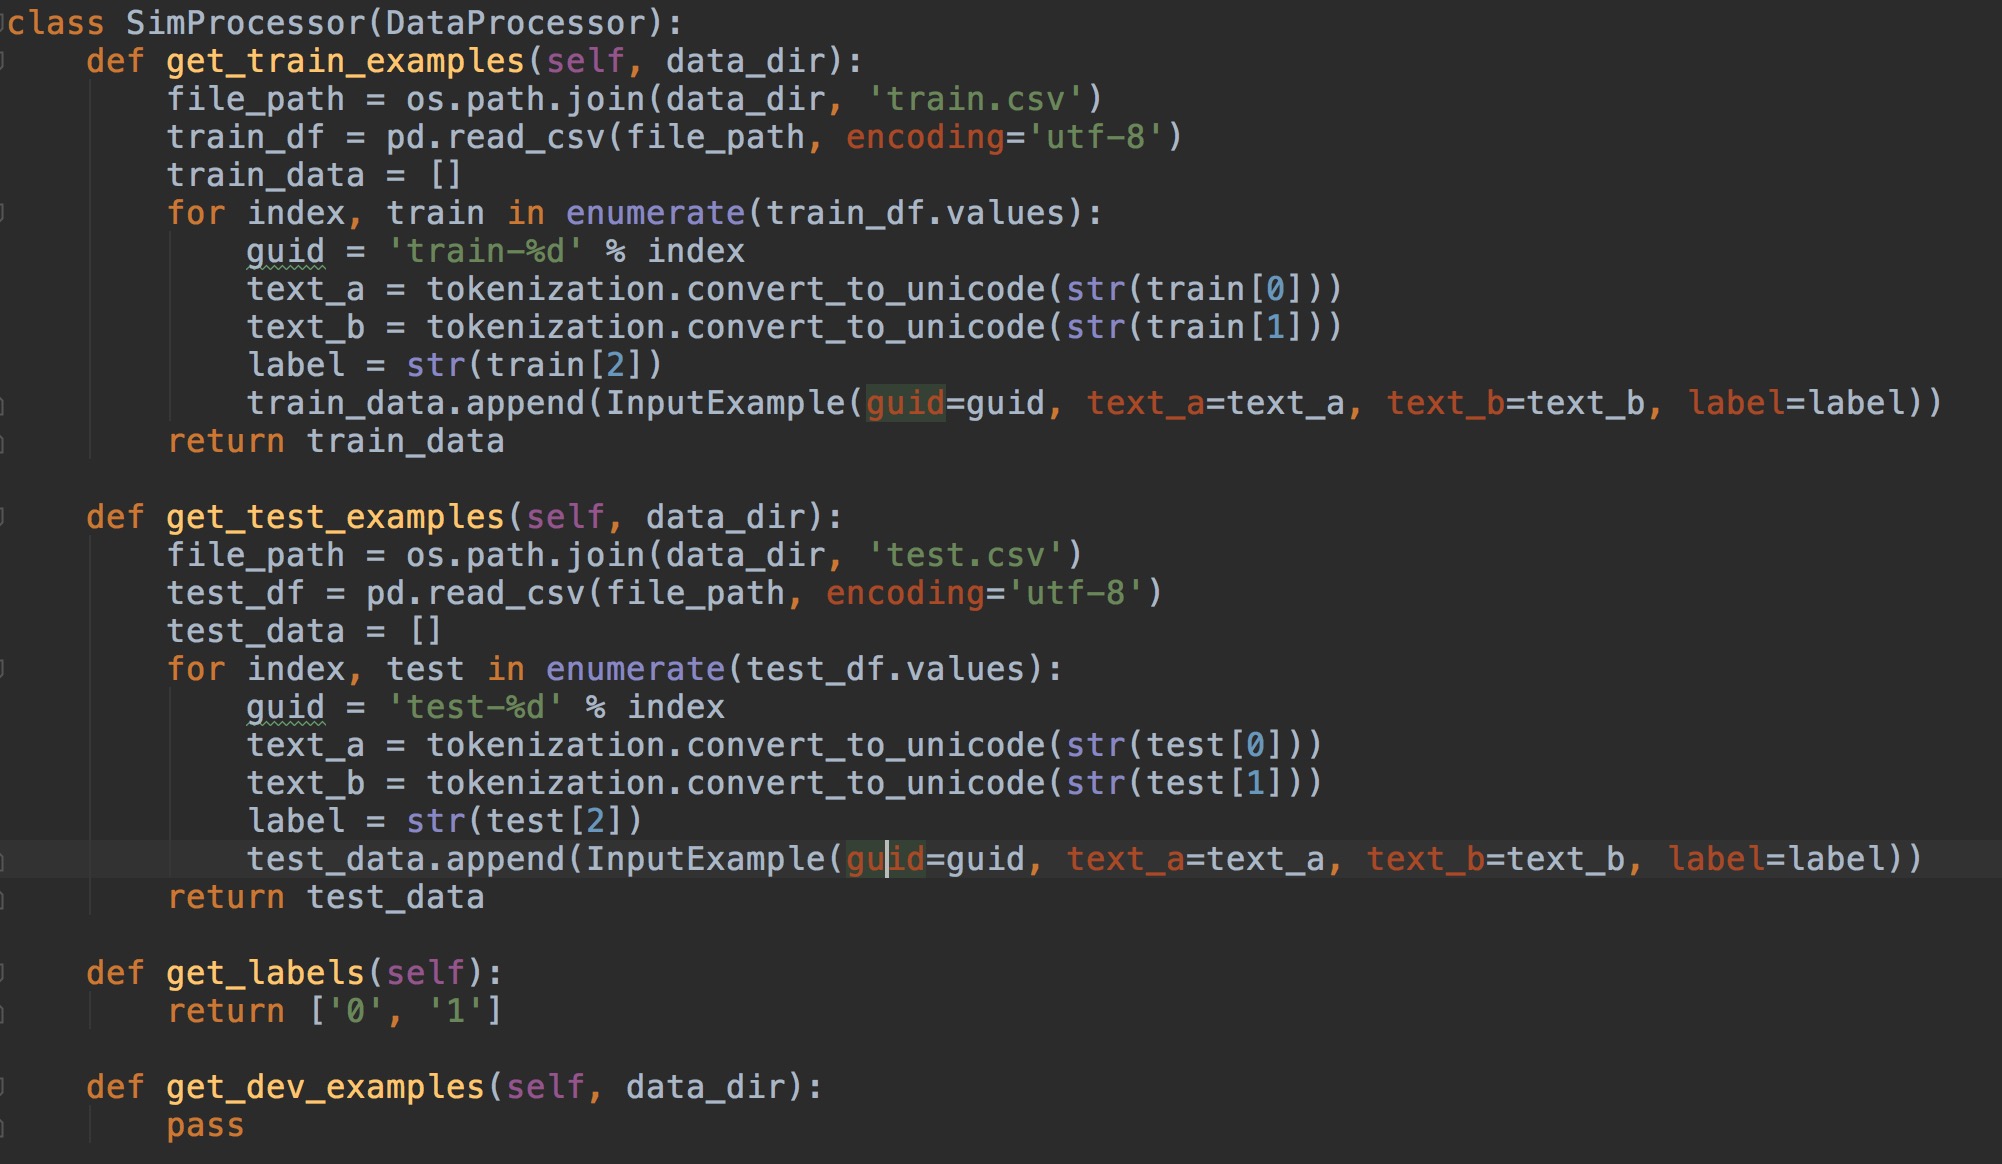 class SimProcessor(DataProcessor):
    def get_train_examples(self, data_dir):
        file_path = os.path.join(data_dir, 'train.csv')
        train_df = pd.read_csv(file_path, encoding='utf-8')
        train_data = []
        for index, train in enumerate(train_df.values):
            guid = 'train-%d' % index
            text_a = tokenization.convert_to_unicode(str(train[0]))
            text_b = tokenization.convert_to_unicode(str(train[1]))
            label = str(train[2])
            train_data.append(InputExample(guid=guid, text_a=text_a, text_b=text_b, label=label))
        return train_data

    def get_test_examples(self, data_dir):
        file_path = os.path.join(data_dir, 'test.csv')
        test_df = pd.read_csv(file_path, encoding='utf-8')
        test_data = []
        for index, test in enumerate(test_df.values):
            guid = 'test-%d' % index
            text_a = tokenization.convert_to_unicode(str(test[0]))
            text_b = tokenization.convert_to_unicode(str(test[1]))
            label = str(test[2])
            test_data.append(InputExample(guid=guid, text_a=text_a, text_b=text_b, label=label))
        return test_data

    def get_labels(self):
        return ['0', '1']

    def get_dev_examples(self, data_dir):
        pass